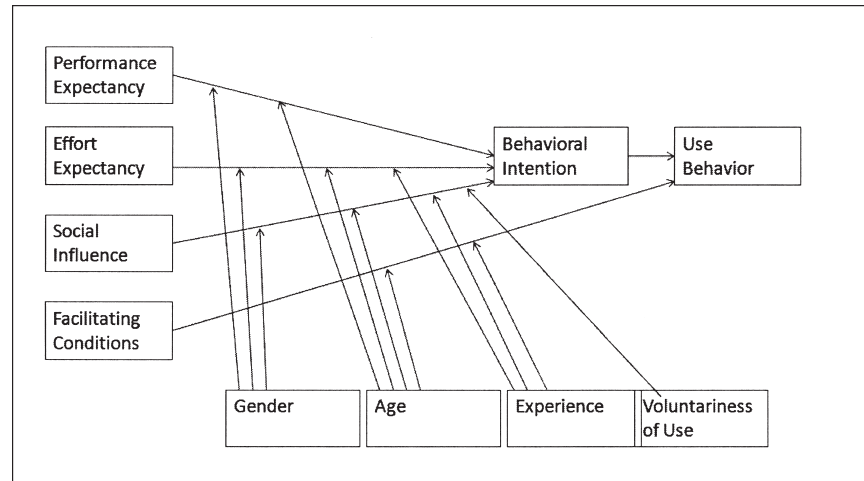 Performance
Expectancy
Effort
Expectancy
Behavioral
Intention
Use
Behavior
Social
Influence
Facilitating
Conditions
Gender
Age
Experience
Voluntariness
of Use